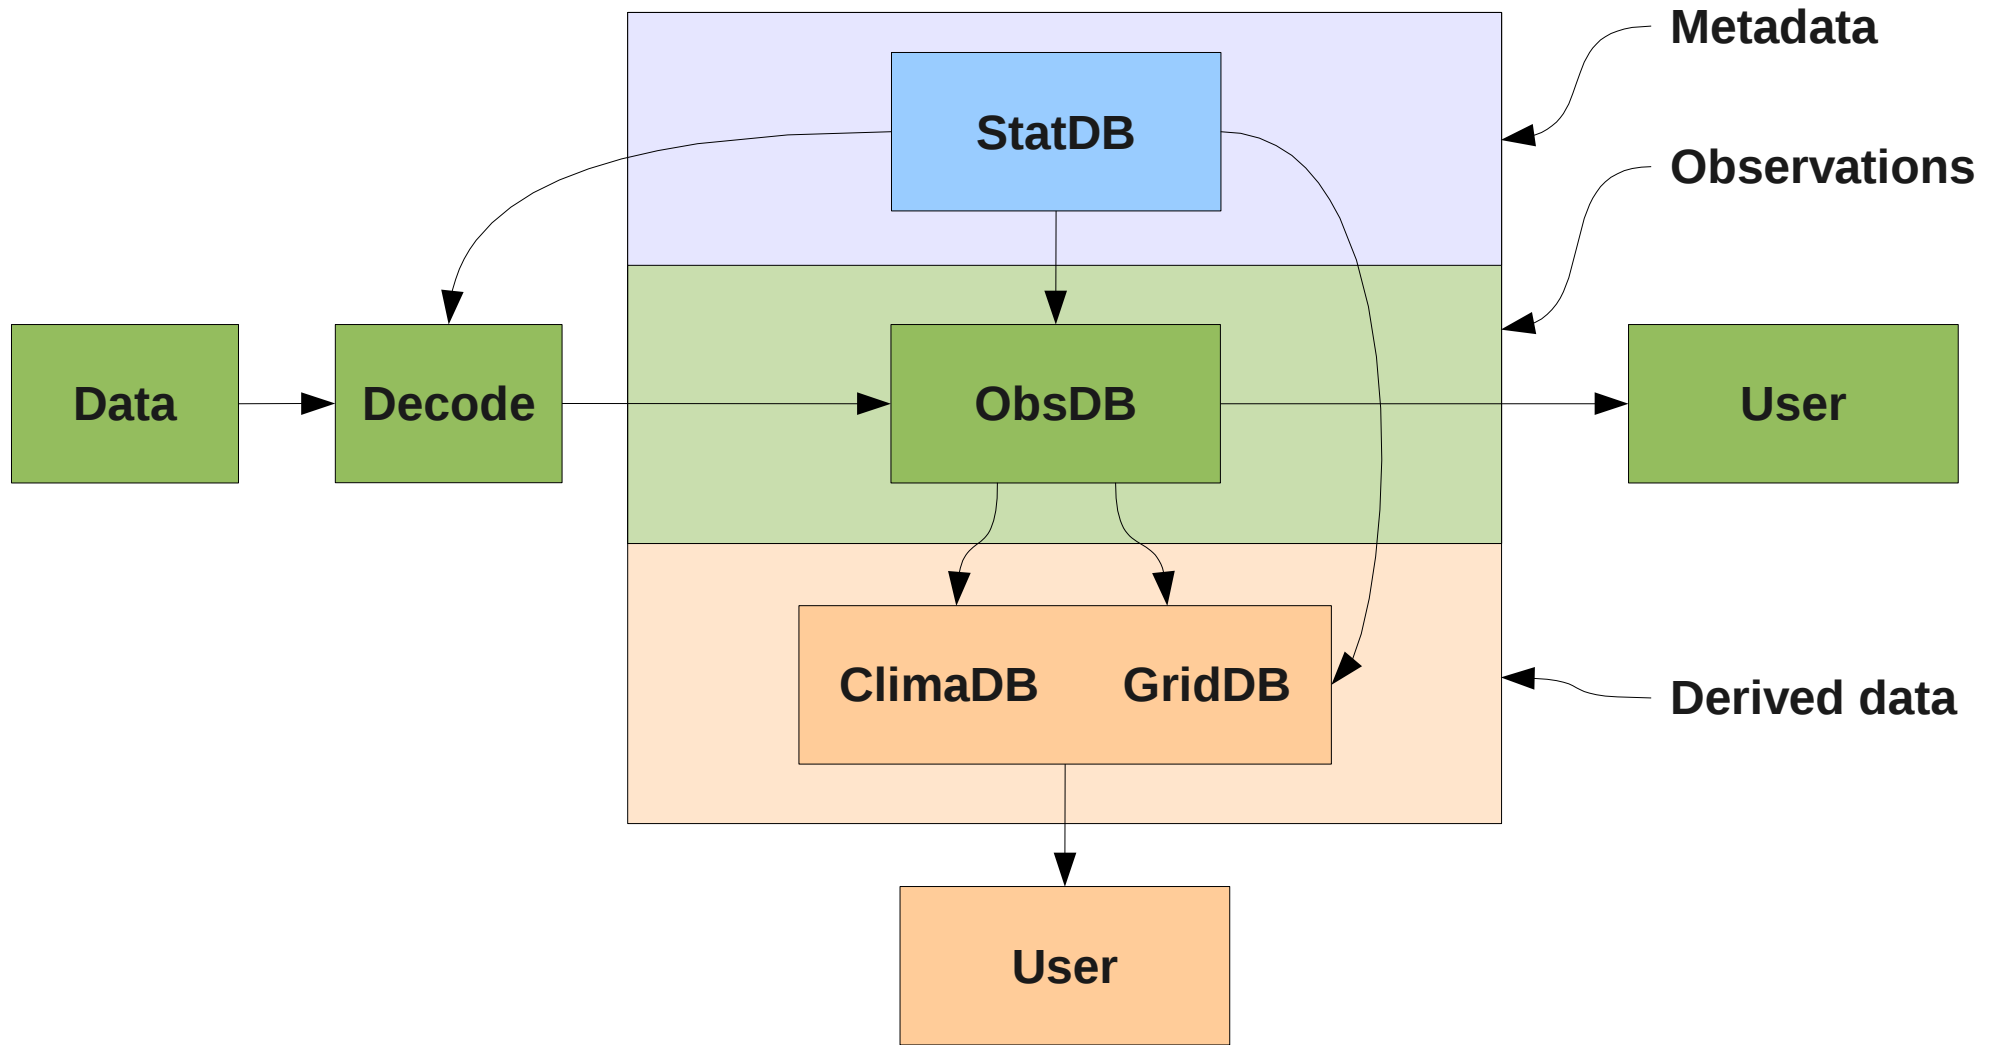 Metadata
StatDB
Observations
Data
Decode
ObsDB
User
ClimaDB
GridDB
Derived data
User